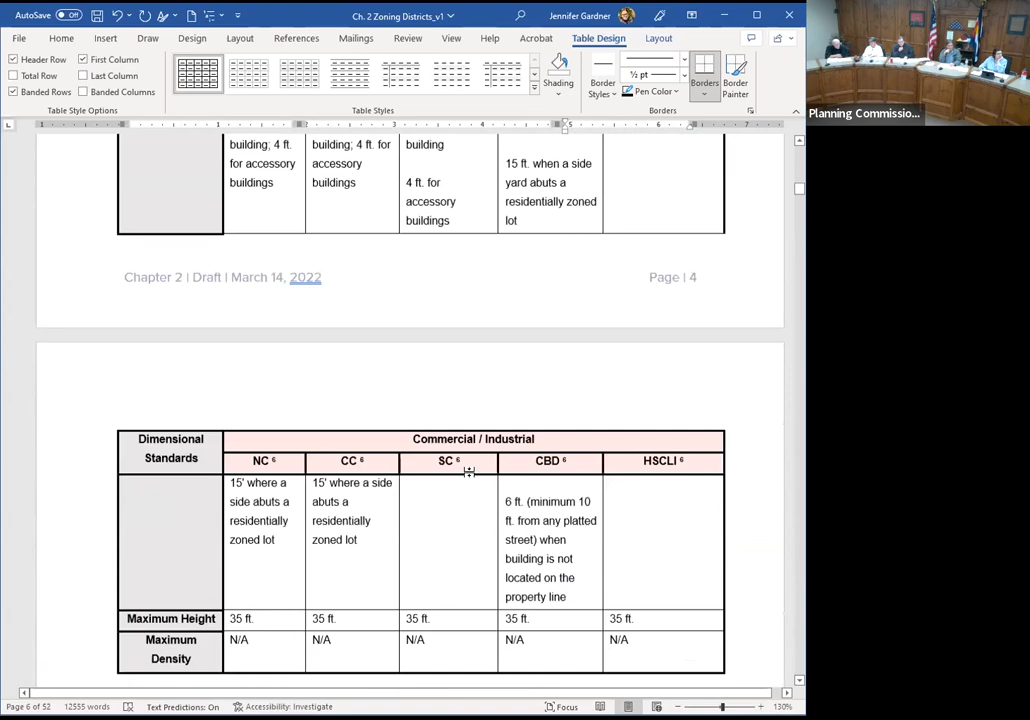 AutoSave Off Ch. 2 Zoning Districts_v1 Jennifer Gardner
File Home Insert Draw Design Layout References Mailings Review View Help Acrobat Table Design Layout
Header Row First Column
Total Row Last Column
Banded Rows Banded Columns
Table Style Options
Table Styles
Shading
Border Styles
½ pt
Pen Color
Borders
Border Painter
Borders
1 1 2 3 4 5 6 7
building; 4 ft.
for accessory
buildings
building; 4 ft. for
accessory
buildings
building
4 ft. for
accessory
buildings
15 ft. when a side
yard abuts a
residentially zoned
lot
Chapter 2 | Draft | March 14, 2022 Page | 4
Dimensional
Standards
Commercial / Industrial
NC ⁶ CC ⁶ SC ⁶ CBD ⁶ HSCLI ⁶
15' where a
side abuts a
residentially
zoned lot
15' where a side
abuts a
residentially
zoned lot
6 ft. (minimum 10
ft. from any platted
street) when
building is not
located on the
property line
Maximum Height 35 ft. 35 ft. 35 ft. 35 ft. 35 ft.
Maximum
Density
N/A N/A N/A N/A N/A
Page 6 of 52 12555 words Text Predictions: On Accessibility: Investigate Focus 130%
Planning Commissio...